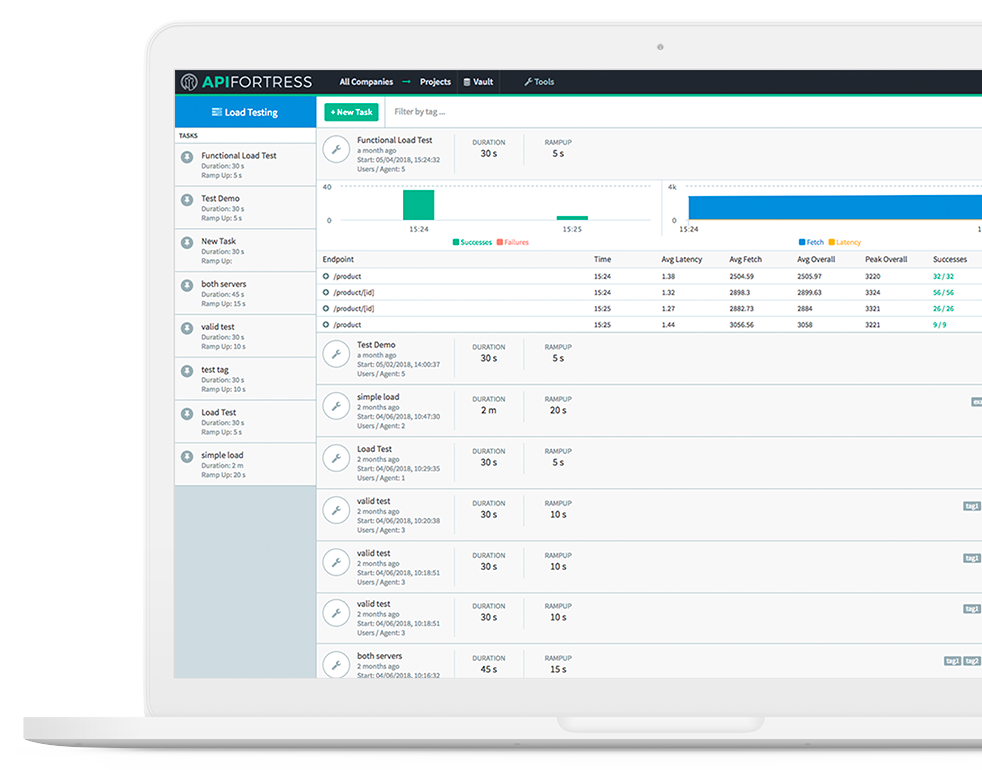 APIFORTRESS All Companies → Projects Vault Tools
Load Testing
+ New Task Filter by tag ...
TASKS
Functional Load Test
Duration: 30 s
Ramp Up: 5 s
Test Demo
Duration: 30 s
Ramp Up: 5 s
New Task
Duration: 30 s
Ramp Up:
both servers
Duration: 45 s
Ramp Up: 15 s
valid test
Duration: 30 s
Ramp Up: 10 s
test tag
Duration: 30 s
Ramp Up: 10 s
Load Test
Duration: 30 s
Ramp Up: 5 s
simple load
Duration: 2 m
Ramp Up: 20 s
Functional Load Test
a month ago
Start: 05/04/2018, 15:24:32
Users / Agent: 5
DURATION
30 s
RAMPUP
5 s
40
0
15:24 15:25
Successes Failures
4k
0
15:24 1
Fetch Latency
Endpoint Time Avg Latency Avg Fetch Avg Overall Peak Overall Successes
/product 15:24 1.38 2504.59 2505.97 3220 32 / 32
/product/[id] 15:24 1.32 2898.3 2899.63 3324 56 / 56
/product/[id] 15:25 1.27 2882.73 2884 3321 26 / 26
/product 15:25 1.44 3056.56 3058 3221 9 / 9
Test Demo
a month ago
Start: 05/02/2018, 14:00:37
Users / Agent: 5
DURATION
30 s
RAMPUP
5 s
simple load
2 months ago
Start: 04/06/2018, 10:47:30
Users / Agent: 2
DURATION
2 m
RAMPUP
20 s
Load Test
2 months ago
Start: 04/06/2018, 10:29:35
Users / Agent: 1
DURATION
30 s
RAMPUP
5 s
valid test
2 months ago
Start: 04/06/2018, 10:20:38
Users / Agent: 3
DURATION
30 s
RAMPUP
10 s
tag1
valid test
2 months ago
Start: 04/06/2018, 10:18:51
Users / Agent: 3
DURATION
30 s
RAMPUP
10 s
tag1
valid test
2 months ago
Start: 04/06/2018, 10:18:51
Users / Agent: 3
DURATION
30 s
RAMPUP
10 s
tag1
both servers
2 months ago
Start: 04/06/2018, 10:16:32
DURATION
45 s
RAMPUP
15 s
tag1 tag2